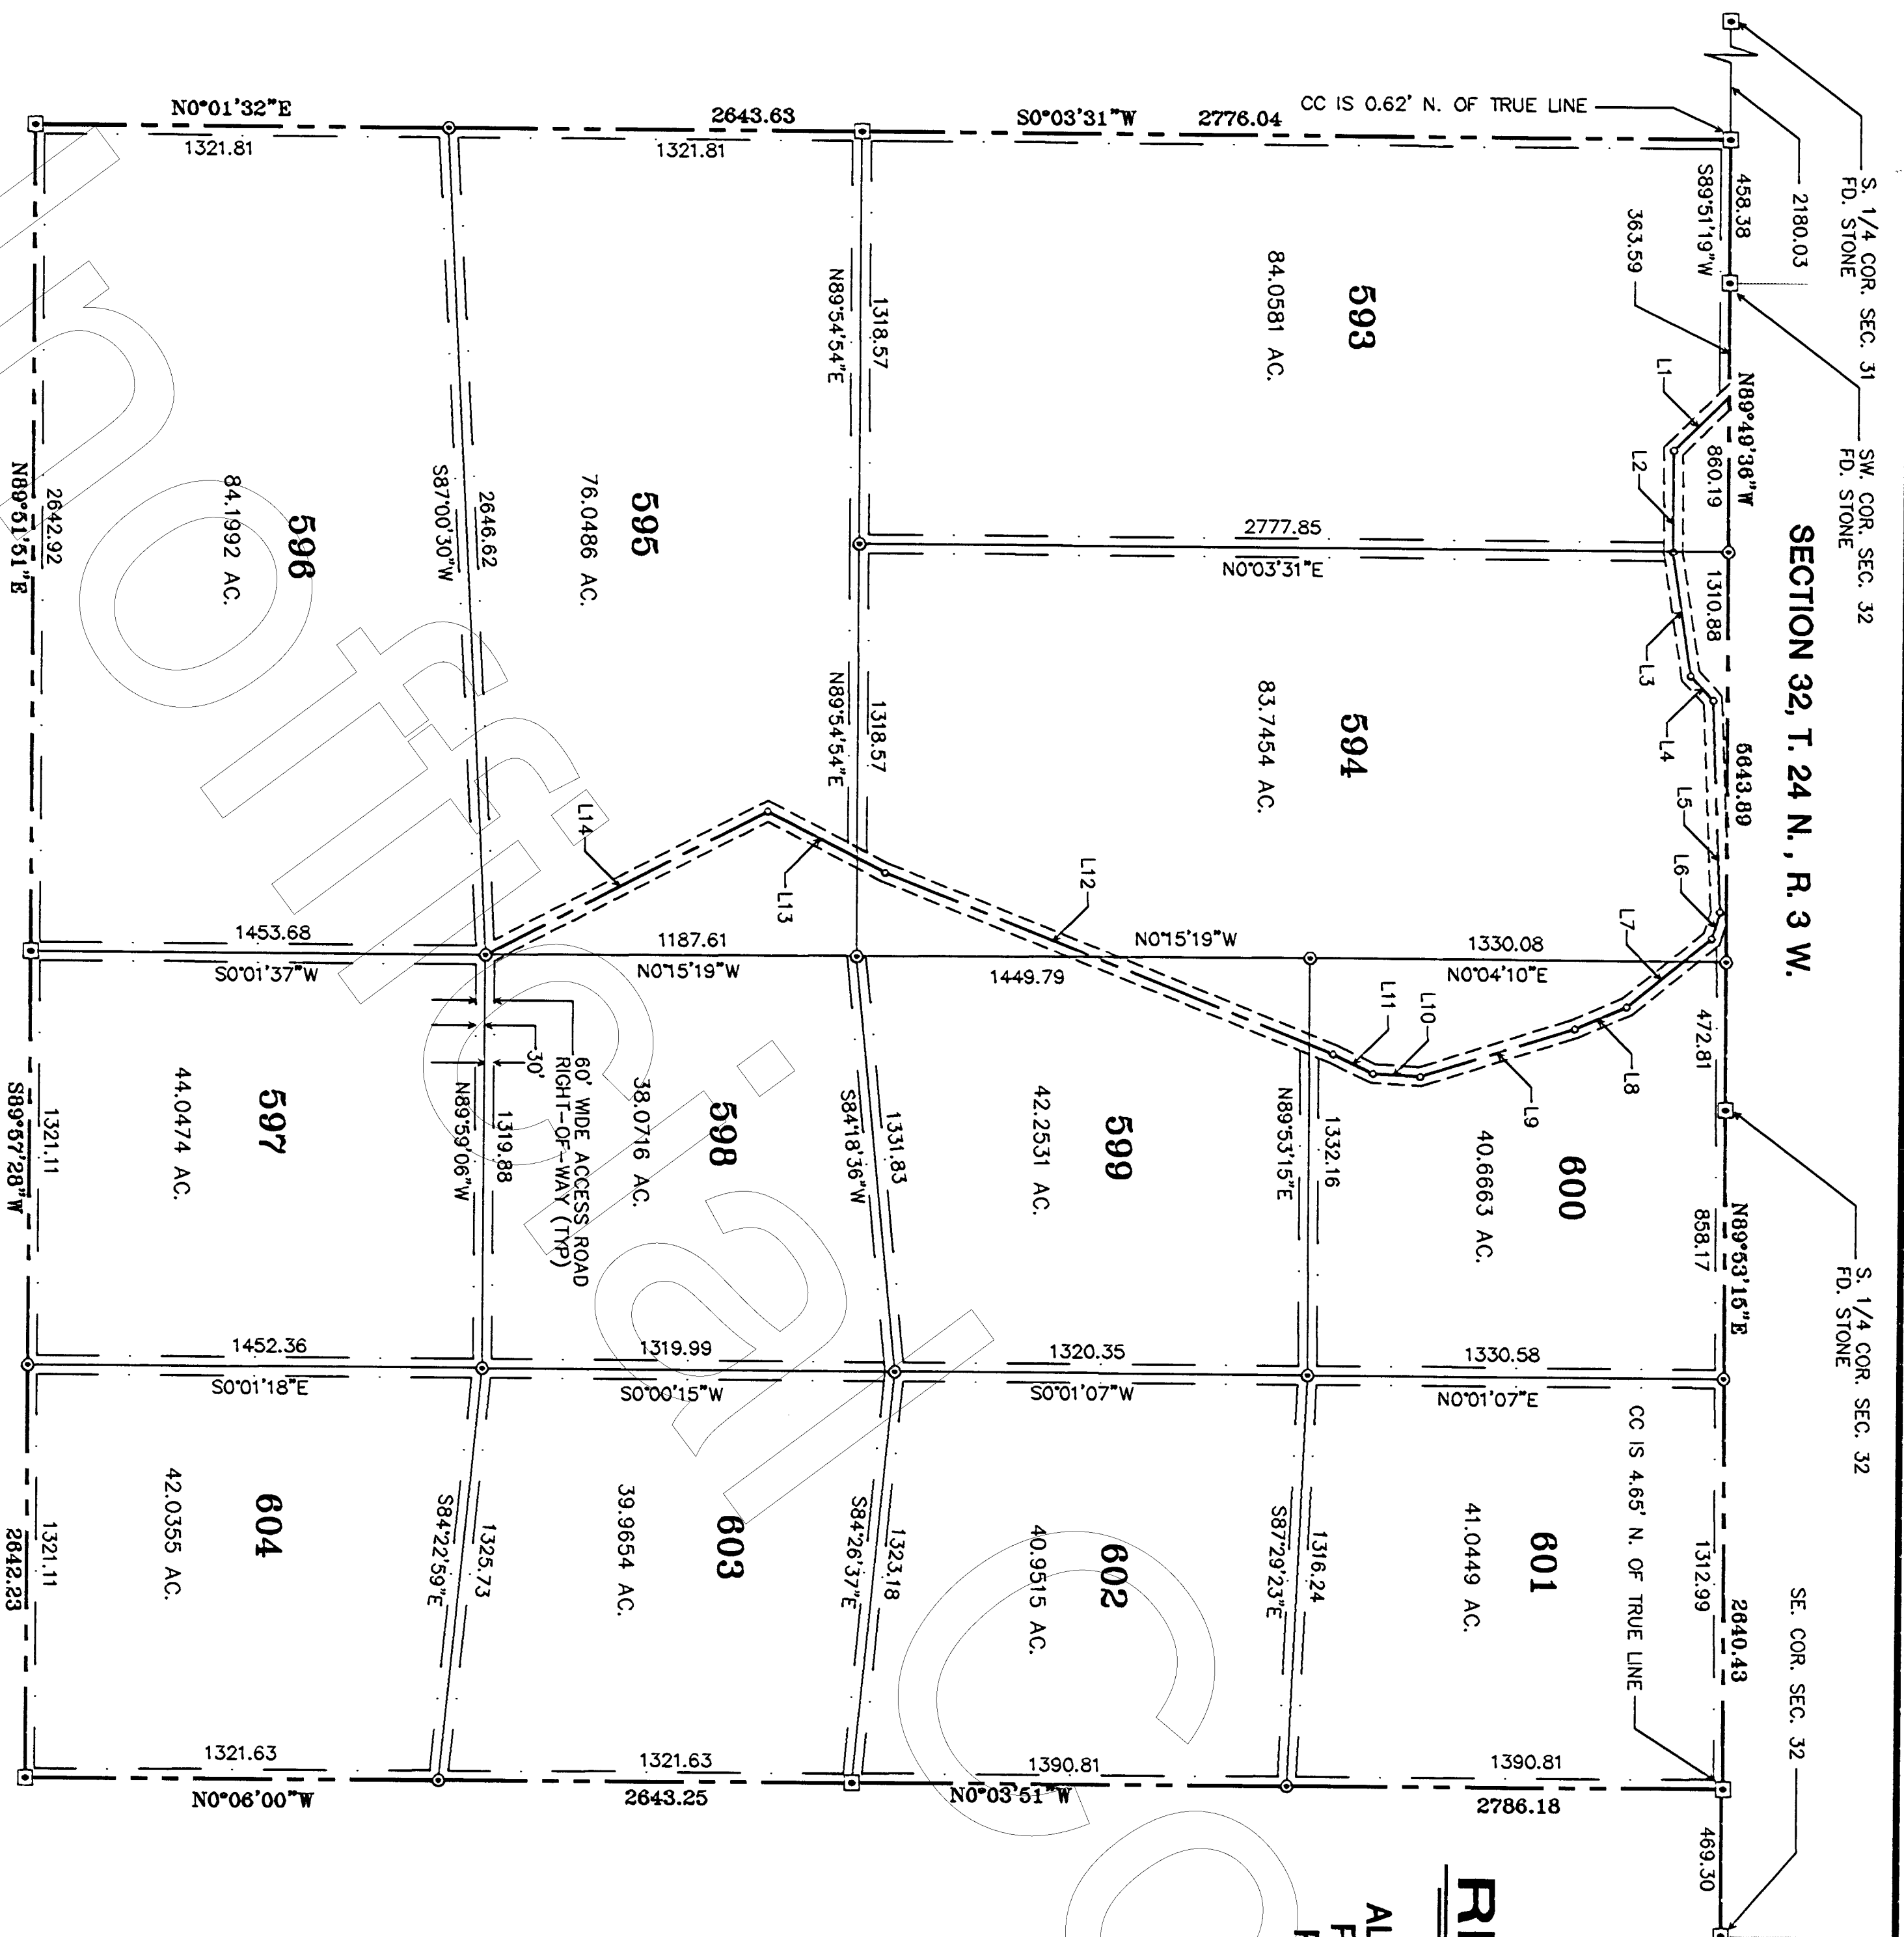 S. 1/4 COR. SEC. 31
FD. STONE
SW. COR. SEC. 32
FD. STONE
S. 1/4 COR. SEC. 32
FD. STONE
SE. COR. SEC. 32
SECTION 32, T. 24 N., R. 3 W.
2180.03
458.38
S89°51'19"W
363.59
N89°49'36"W
860.19
1310.88
5643.89
472.81
N89°53'15"E
858.17
1312.99
2640.43
469.30
CC IS 0.62' N. OF TRUE LINE
CC IS 4.65' N. OF TRUE LINE
L1
L2
L3
L4
L5
L6
L7
L8
L9
L10
L11
L12
L13
L14
593
84.0581 AC.
594
83.7454 AC.
600
40.6663 AC.
601
41.0449 AC.
S0°03'31"W
2776.04
2777.85
N0°03'31"E
1330.08
N0°04'10"E
1330.58
N0°01'07"E
1390.81
2786.18
1332.16
N89°53'15"E
1316.24
S87°29'23"E
599
42.2531 AC.
602
40.9515 AC.
N0°15'19"W
1449.79
1320.35
S0°01'07"W
1390.81
N0°03'51"W
1318.57
N89°54'54"E
1318.57
N89°54'54"E
1331.83
S84°18'36"W
1323.18
S84°26'37"E
595
76.0486 AC.
598
38.0716 AC.
603
39.9654 AC.
2643.63
1321.81
1187.61
N0°15'19"W
1319.99
S0°00'15"W
1321.63
2643.25
60' WIDE ACCESS ROAD
RIGHT-OF-WAY (TYP)
30'
2646.62
S87°00'30"W
1319.88
N89°59'06"W
1325.73
S84°22'59"E
596
84.1992 AC.
597
44.0474 AC.
604
42.0355 AC.
N0°01'32"E
1321.81
1453.68
S0°01'37"W
1452.36
S0°01'18"E
1321.63
N0°06'00"W
2642.92
N89°51'51"E
1321.11
S89°57'28"W
1321.11
2642.23